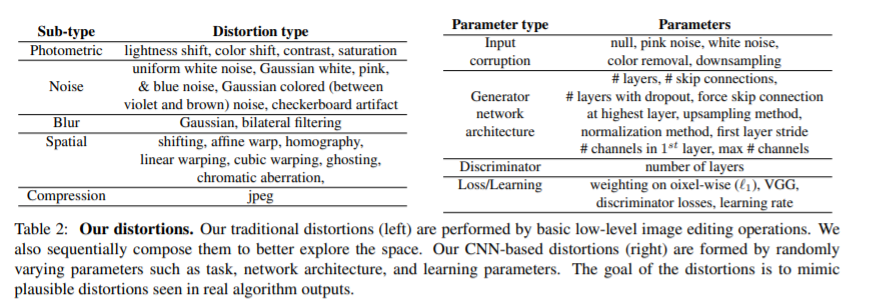 Sub-type Distortion type
Photometric lightness shift, color shift, contrast, saturation
Noise uniform white noise, Gaussian white, pink,
& blue noise, Gaussian colored (between
violet and brown) noise, checkerboard artifact
Blur Gaussian, bilateral filtering
Spatial shifting, affine warp, homography,
linear warping, cubic warping, ghosting,
chromatic aberration,
Compression jpeg
Parameter type Parameters
Input null, pink noise, white noise,
corruption color removal, downsampling
# layers, # skip connections,
Generator # layers with dropout, force skip connection
network at highest layer, upsampling method,
architecture normalization method, first layer stride
# channels in 1st layer, max # channels
Discriminator number of layers
Loss/Learning weighting on oixel-wise (ℓ1), VGG,
discriminator losses, learning rate
Table 2: Our distortions. Our traditional distortions (left) are performed by basic low-level image editing operations. We
also sequentially compose them to better explore the space. Our CNN-based distortions (right) are formed by randomly
varying parameters such as task, network architecture, and learning parameters. The goal of the distortions is to mimic
plausible distortions seen in real algorithm outputs.